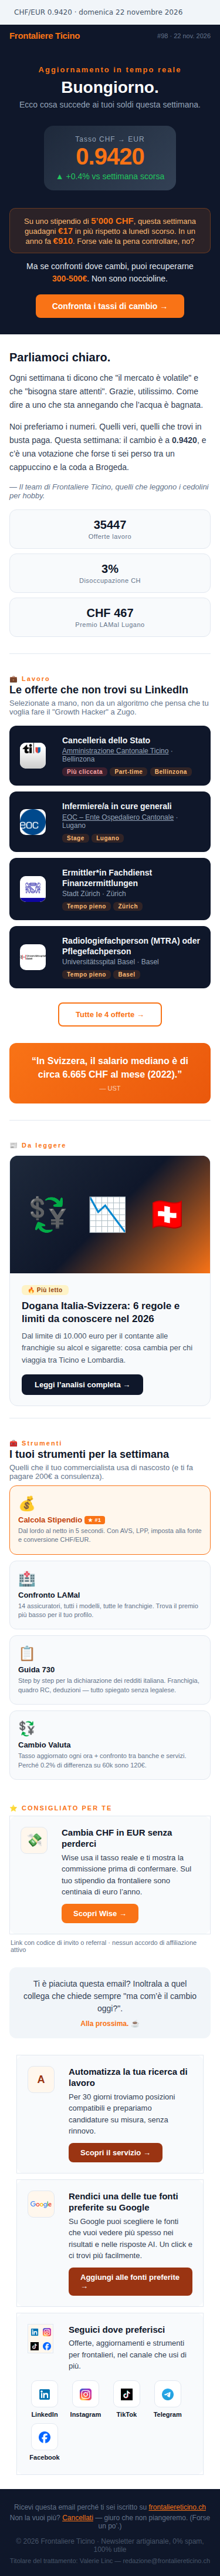 CHF/EUR 0.9420 · domenica 22 novembre 2026
Frontaliere Ticino
#98 · 22 nov. 2026
Aggiornamento in tempo reale
Buongiorno.
Ecco cosa succede ai tuoi soldi questa settimana.
Tasso CHF → EUR
0.9420
▲ +0.4% vs settimana scorsa
Su uno stipendio di 5'000 CHF, questa settimana
guadagni €17 in più rispetto a lunedì scorso. In un
anno fa €910. Forse vale la pena controllare, no?
Ma se confronti dove cambi, puoi recuperarne
300-500€. Non sono noccioline.
Confronta i tassi di cambio →
Parliamoci chiaro.
Ogni settimana ti dicono che "il mercato è volatile" e
che "bisogna stare attenti". Grazie, utilissimo. Come
dire a uno che sta annegando che l'acqua è bagnata.
Noi preferiamo i numeri. Quelli veri, quelli che trovi in
busta paga. Questa settimana: il cambio è a 0.9420, e
c'è una votazione che forse ti sei perso tra un
cappuccino e la coda a Brogeda.
— Il team di Frontaliere Ticino, quelli che leggono i cedolini
per hobby.
35447
Offerte lavoro
3%
Disoccupazione CH
CHF 467
Premio LAMal Lugano
💼 Lavoro
Le offerte che non trovi su LinkedIn
Selezionate a mano, non da un algoritmo che pensa che tu
voglia fare il "Growth Hacker" a Zugo.
Cancelleria dello Stato
Amministrazione Cantonale Ticino ·
Bellinzona
Più cliccata Part-time Bellinzona
Infermiere/a in cure generali
EOC – Ente Ospedaliero Cantonale ·
Lugano
Stage Lugano
Ermittler*in Fachdienst
Finanzermittlungen
Stadt Zürich · Zürich
Tempo pieno Zürich
Radiologiefachperson (MTRA) oder
Pflegefachperson
Universitätsspital Basel · Basel
Tempo pieno Basel
Tutte le 4 offerte →
“In Svizzera, il salario mediano è di
circa 6.665 CHF al mese (2022).”
— UST
📰 Da leggere
🔥 Più letto
Dogana Italia-Svizzera: 6 regole e
limiti da conoscere nel 2026
Dal limite di 10.000 euro per il contante alle
franchigie su alcol e sigarette: cosa cambia per chi
viaggia tra Ticino e Lombardia.
Leggi l'analisi completa →
🧰 Strumenti
I tuoi strumenti per la settimana
Quelli che il tuo commercialista usa di nascosto (e ti fa
pagare 200€ a consulenza).
Calcola Stipendio ★ #1
Dal lordo al netto in 5 secondi. Con AVS, LPP, imposta alla fonte
e conversione CHF/EUR.
Confronto LAMal
14 assicuratori, tutti i modelli, tutte le franchigie. Trova il premio
più basso per il tuo profilo.
Guida 730
Step by step per la dichiarazione dei redditi italiana. Franchigia,
quadro RC, deduzioni — tutto spiegato senza legalese.
Cambio Valuta
Tasso aggiornato ogni ora + confronto tra banche e servizi.
Perché 0.2% di differenza su 60k sono 120€.
⭐ CONSIGLIATO PER TE
Cambia CHF in EUR senza
perderci
Wise usa il tasso reale e ti mostra la
commissione prima di confermare. Sul
tuo stipendio da frontaliere sono
centinaia di euro l'anno.
Scopri Wise →
Link con codice di invito o referral · nessun accordo di affiliazione
attivo
Ti è piaciuta questa email? Inoltrala a quel
collega che chiede sempre "ma com'è il cambio
oggi?".
Alla prossima. ☕
A
Automatizza la tua ricerca di
lavoro
Per 30 giorni troviamo posizioni
compatibili e prepariamo
candidature su misura, senza
rinnovo.
Scopri il servizio →
Google
Rendici una delle tue fonti
preferite su Google
Su Google puoi scegliere le fonti
che vuoi vedere più spesso nei
risultati e nelle risposte AI. Un click e
ci trovi più facilmente.
Aggiungi alle fonti preferite
→
Seguici dove preferisci
Offerte, aggiornamenti e strumenti
per frontalieri, nel canale che usi di
più.
LinkedIn Instagram TikTok Telegram
Facebook
Ricevi questa email perché ti sei iscritto su frontaliereticino.ch
Non la vuoi più? Cancellati — giuro che non piangeremo. (Forse
un po'.)
© 2026 Frontaliere Ticino · Newsletter artigianale. 0% spam,
100% utile
Titolare del trattamento: Valerie Linc — redazione@frontaliereticino.ch